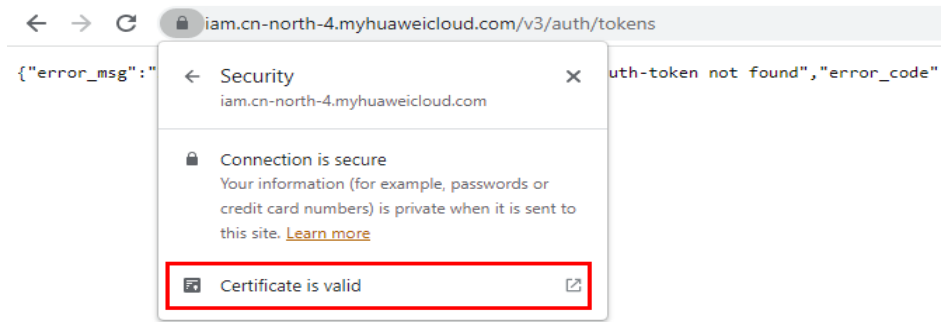 iam.cn-north-4.myhuaweicloud.com/v3/auth/tokens
{"error_msg":" uth-token not found","error_code"
Security
iam.cn-north-4.myhuaweicloud.com
Connection is secure
Your information (for example, passwords or
credit card numbers) is private when it is sent to
this site. Learn more
Certificate is valid